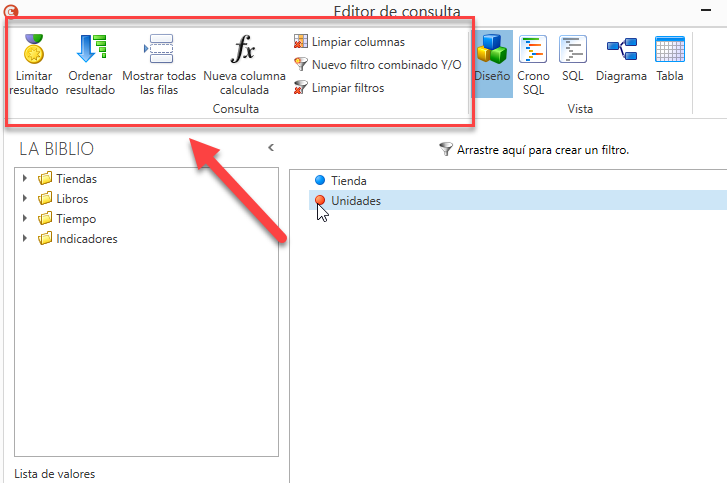 Editor de consulta
Limitar resultado
Ordenar resultado
Mostrar todas las filas
Nueva columna calculada
Limpiar columnas
Nuevo filtro combinado Y/O
Limpiar filtros
Consulta
Diseño
Crono SQL
SQL
Diagrama
Tabla
Vista
LA BIBLIO
Tiendas
Libros
Tiempo
Indicadores
Lista de valores
Arrastre aquí para crear un filtro.
Tienda
Unidades